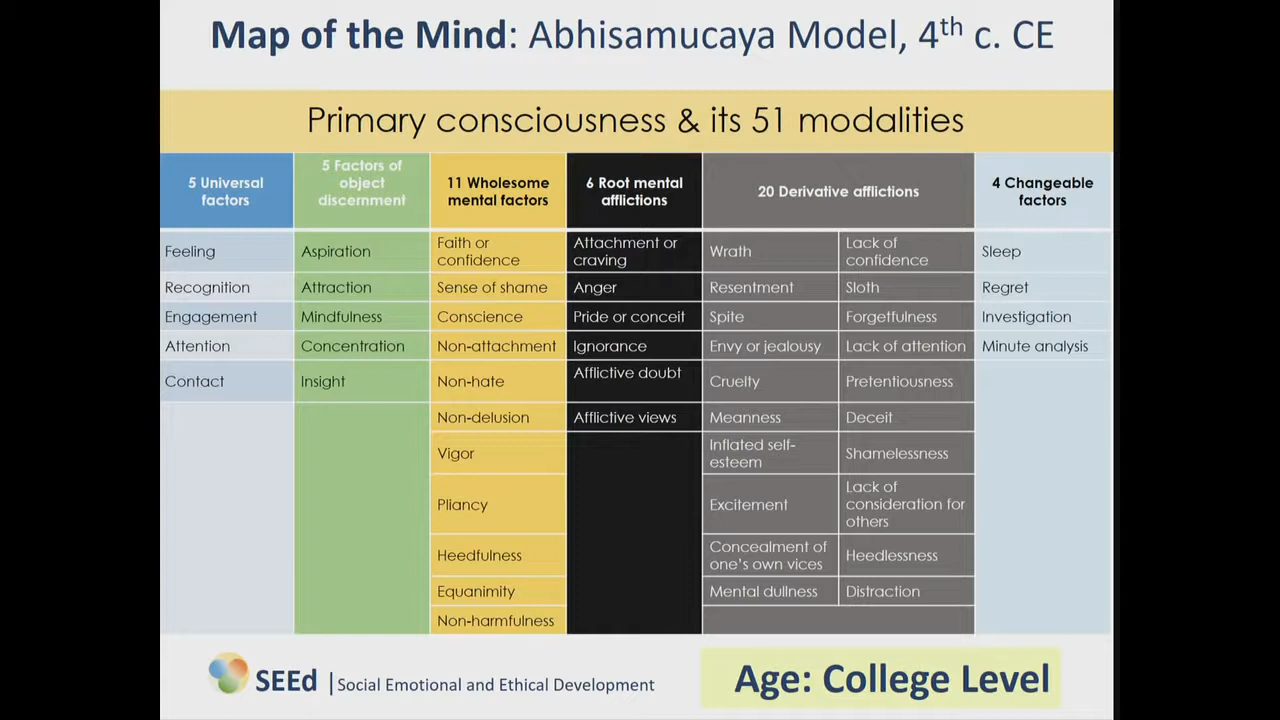 Map of the Mind: Abhisamucaya Model, 4th c. CE
Primary consciousness & its 51 modalities
5 Universal
factors
5 Factors of
object
discernment
11 Wholesome
mental factors
6 Root mental
afflictions
20 Derivative afflictions
4 Changeable
factors
Feeling
Aspiration
Faith or
confidence
Attachment or
craving
Wrath
Lack of
confidence
Sleep
Recognition
Attraction
Sense of shame
Anger
Resentment
Sloth
Regret
Engagement
Mindfulness
Conscience
Pride or conceit
Spite
Forgetfulness
Investigation
Attention
Concentration
Non-attachment
Ignorance
Envy or jealousy
Lack of attention
Minute analysis
Contact
Insight
Non-hate
Afflictive doubt
Cruelty
Pretentiousness
Non-delusion
Afflictive views
Meanness
Deceit
Vigor
Inflated self-
esteem
Shamelessness
Pliancy
Excitement
Lack of
consideration for
others
Heedfulness
Concealment of
one's own vices
Heedlessness
Equanimity
Mental dullness
Distraction
Non-harmfulness
SEEd | Social Emotional and Ethical Development
Age: College Level